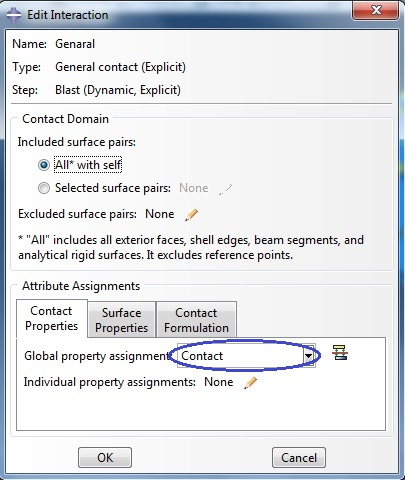 Edit Interaction
Name: Genaral
Type: General contact (Explicit)
Step: Blast (Dynamic, Explicit)
Contact Domain
Included surface pairs:
All* with self
Selected surface pairs: None
Excluded surface pairs: None
* "All" includes all exterior faces, shell edges, beam segments, and
analytical rigid surfaces. It excludes reference points.
Attribute Assignments
Contact Properties
Surface Properties
Contact Formulation
Global property assignment: Contact
Individual property assignments: None
OK Cancel